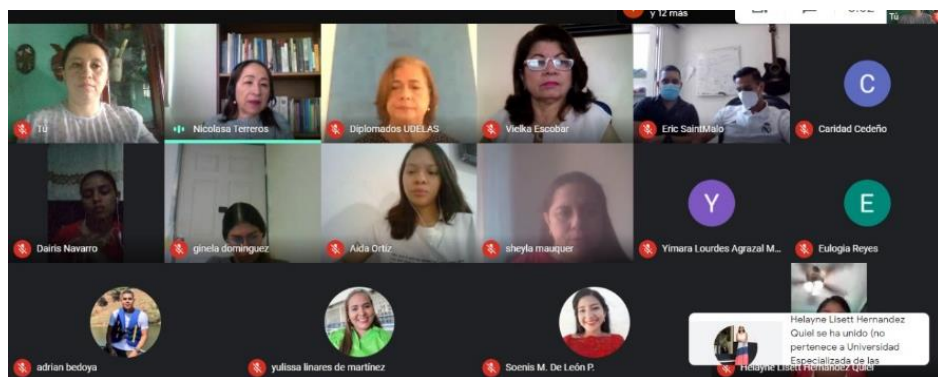 y 12 más
Tú
Tú
Nicolasa Terreros
Diplomados UDELAS
Vielka Escobar
Eric SaintMalo
C
Caridad Cedeño
Dairis Navarro
ginela dominguez
Aida Ortiz
sheyla mauquer
Y
Yimara Lourdes Agrazal M...
E
Eulogia Reyes
adrian bedoya
yulissa linares de martinez
Soenis M. De León P.
Helayne Lisett Hernandez
Quiel se ha unido (no
pertenece a Universidad
Especializada de las
Helayne Lisett Hernandez Quiel